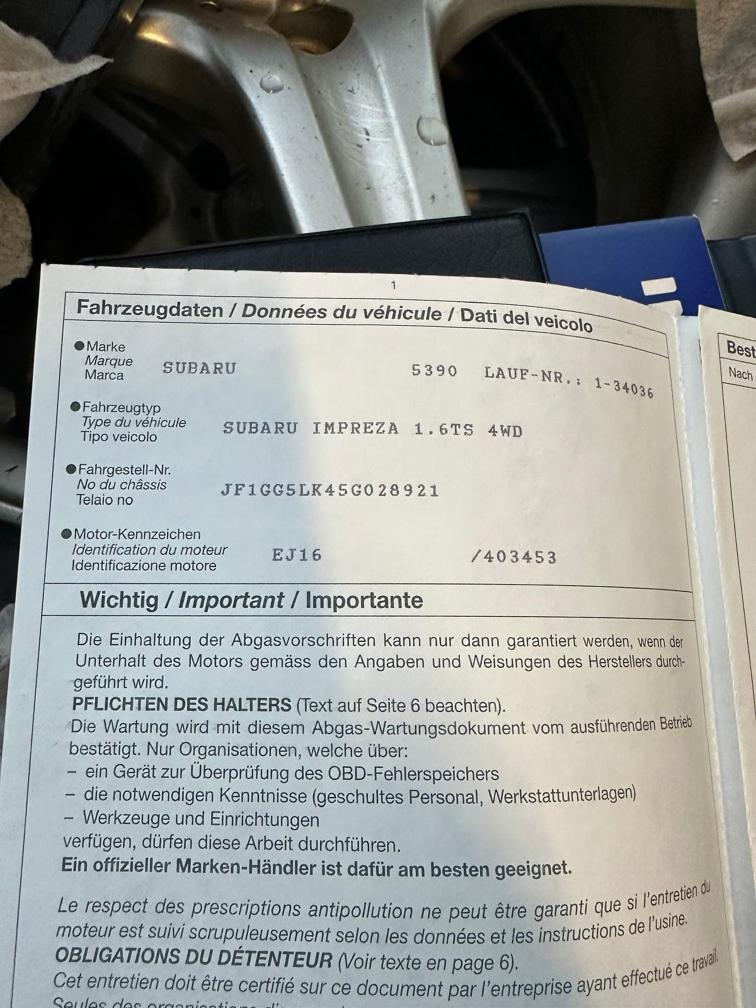 1
Fahrzeugdaten / Données du véhicule / Dati del veicolo
●Marke
Marque
Marca
SUBARU 5390 LAUF-NR.: 1-34036
●Fahrzeugtyp
Type du véhicule
Tipo veicolo
SUBARU IMPREZA 1.6TS 4WD
●Fahrgestell-Nr.
No du châssis
Telaio no
JF1GG5LK45G028921
●Motor-Kennzeichen
Identification du moteur
Identificazione motore
EJ16 /403453
Wichtig / Important / Importante
Die Einhaltung der Abgasvorschriften kann nur dann garantiert werden, wenn der
Unterhalt des Motors gemäss den Angaben und Weisungen des Herstellers durch-
geführt wird.
PFLICHTEN DES HALTERS (Text auf Seite 6 beachten).
Die Wartung wird mit diesem Abgas-Wartungsdokument vom ausführenden Betrieb
bestätigt. Nur Organisationen, welche über:
– ein Gerät zur Überprüfung des OBD-Fehlerspeichers
– die notwendigen Kenntnisse (geschultes Personal, Werkstattunterlagen)
– Werkzeuge und Einrichtungen
verfügen, dürfen diese Arbeit durchführen.
Ein offizieller Marken-Händler ist dafür am besten geeignet.
Le respect des prescriptions antipollution ne peut être garanti que si l'entretien du
moteur est suivi scrupuleusement selon les données et les instructions de l'usine.
OBLIGATIONS DU DÉTENTEUR (Voir texte en page 6).
Cet entretien doit être certifié sur ce document par l'entreprise ayant effectué ce travail.
Seules des
Best
Nach